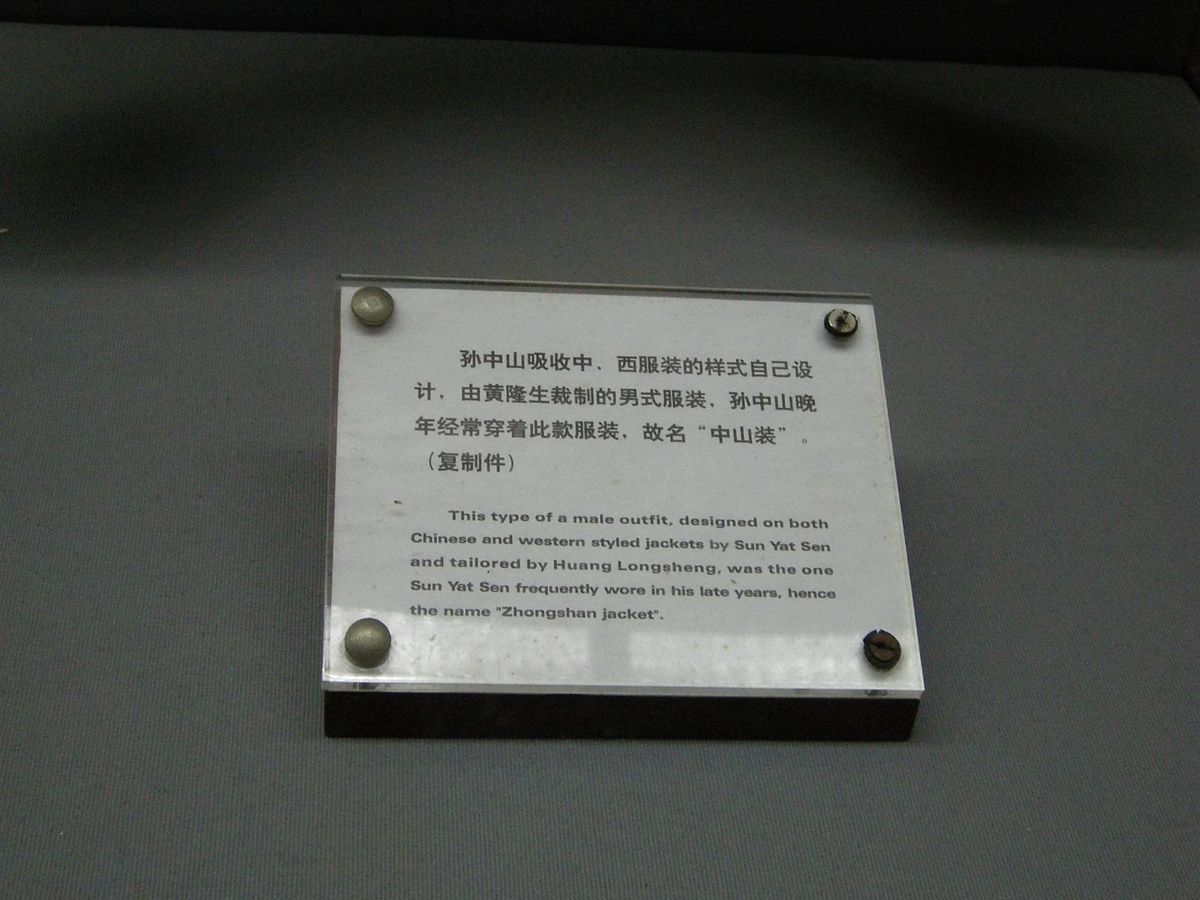 孙中山吸收中、西服装的样式自己设
计，由黄隆生裁制的男式服装，孙中山晚
年经常穿着此款服装，故名“中山装”。
（复制件）
This type of a male outfit, designed on both
Chinese and western styled jackets by Sun Yat Sen
and tailored by Huang Longsheng, was the one
Sun Yat Sen frequently wore in his late years, hence
the name "Zhongshan jacket".